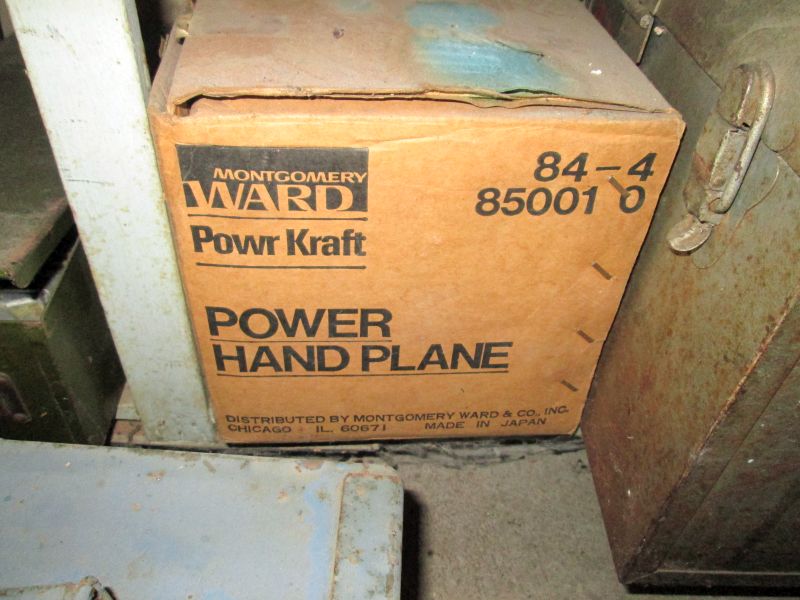 MONTGOMERY
WARD
Powr Kraft
84-4
85001 0
POWER
HAND PLANE
DISTRIBUTED BY MONTGOMERY WARD & CO., INC.
CHICAGO IL. 60671 MADE IN JAPAN